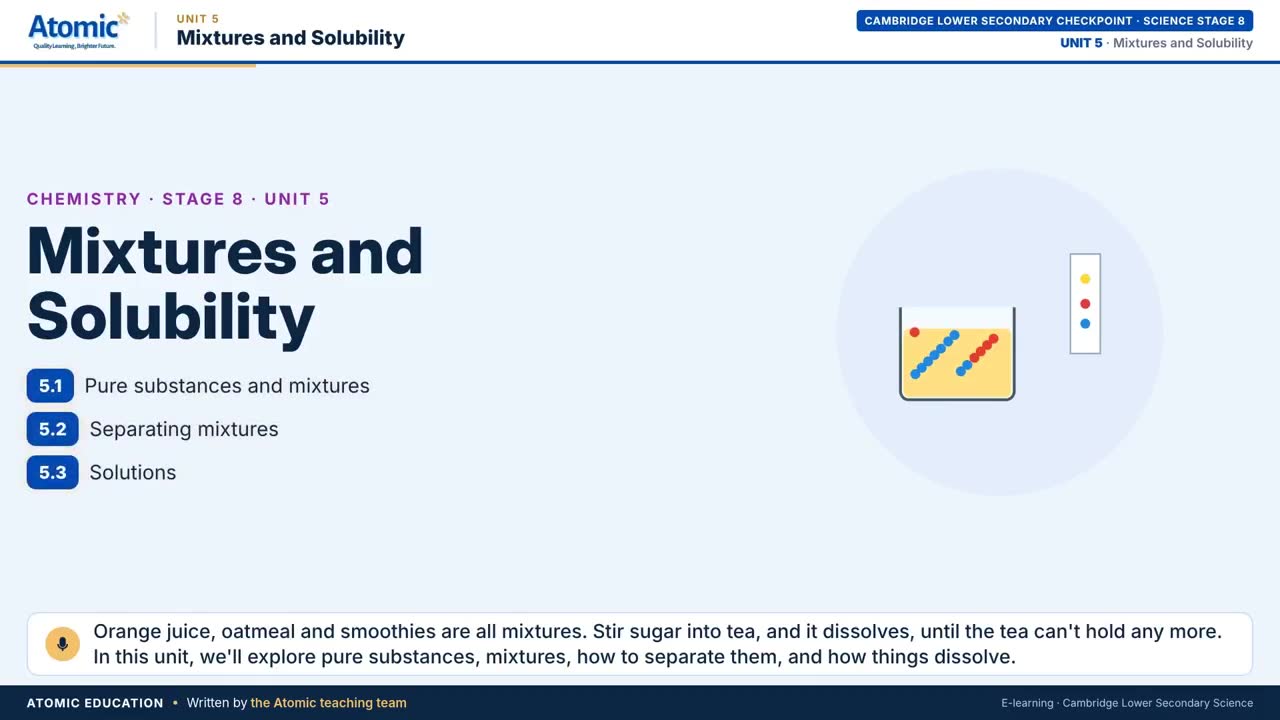 Atomic
Quality Learning, Brighter Future.
UNIT 5
Mixtures and Solubility
CAMBRIDGE LOWER SECONDARY CHECKPOINT · SCIENCE STAGE 8
UNIT 5 · Mixtures and Solubility
CHEMISTRY · STAGE 8 · UNIT 5
Mixtures and
Solubility
5.1 Pure substances and mixtures
5.2 Separating mixtures
5.3 Solutions
Orange juice, oatmeal and smoothies are all mixtures. Stir sugar into tea, and it dissolves, until the tea can't hold any more.
In this unit, we'll explore pure substances, mixtures, how to separate them, and how things dissolve.
ATOMIC EDUCATION • Written by the Atomic teaching team
E-learning · Cambridge Lower Secondary Science